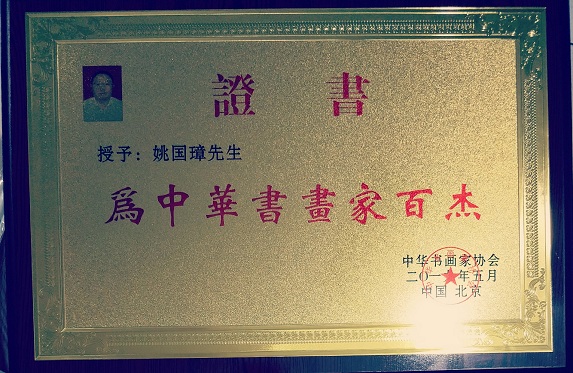 證書
授予：姚国璋先生
爲中華書畫家百杰
中华书画家协会
二〇一 年五月
中国 北京